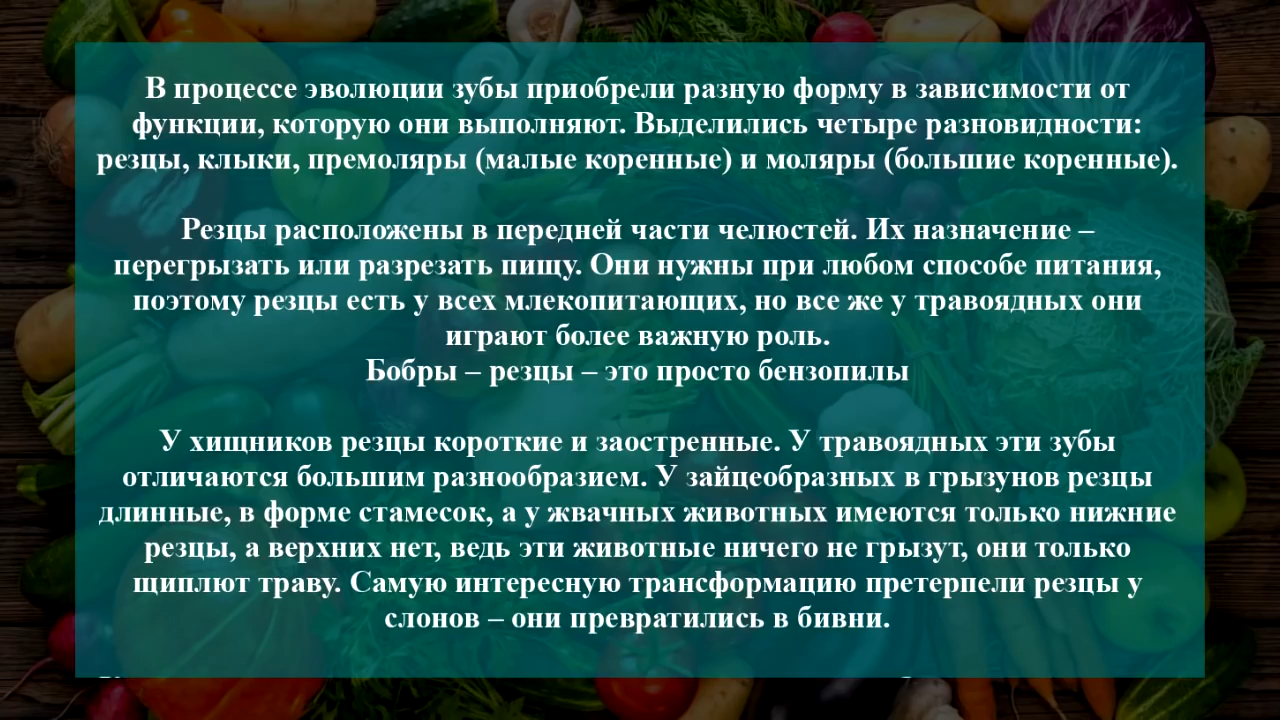 В процессе эволюции зубы приобрели разную форму в зависимости от
функции, которую они выполняют. Выделились четыре разновидности:
резцы, клыки, премоляры (малые коренные) и моляры (большие коренные).
Резцы расположены в передней части челюстей. Их назначение –
перегрызать или разрезать пищу. Они нужны при любом способе питания,
поэтому резцы есть у всех млекопитающих, но все же у травоядных они
играют более важную роль.
Бобры – резцы – это просто бензопилы
У хищников резцы короткие и заостренные. У травоядных эти зубы
отличаются большим разнообразием. У зайцеобразных в грызунов резцы
длинные, в форме стамесок, а у жвачных животных имеются только нижние
резцы, а верхних нет, ведь эти животные ничего не грызут, они только
щиплют траву. Самую интересную трансформацию претерпели резцы у
слонов – они превратились в бивни.